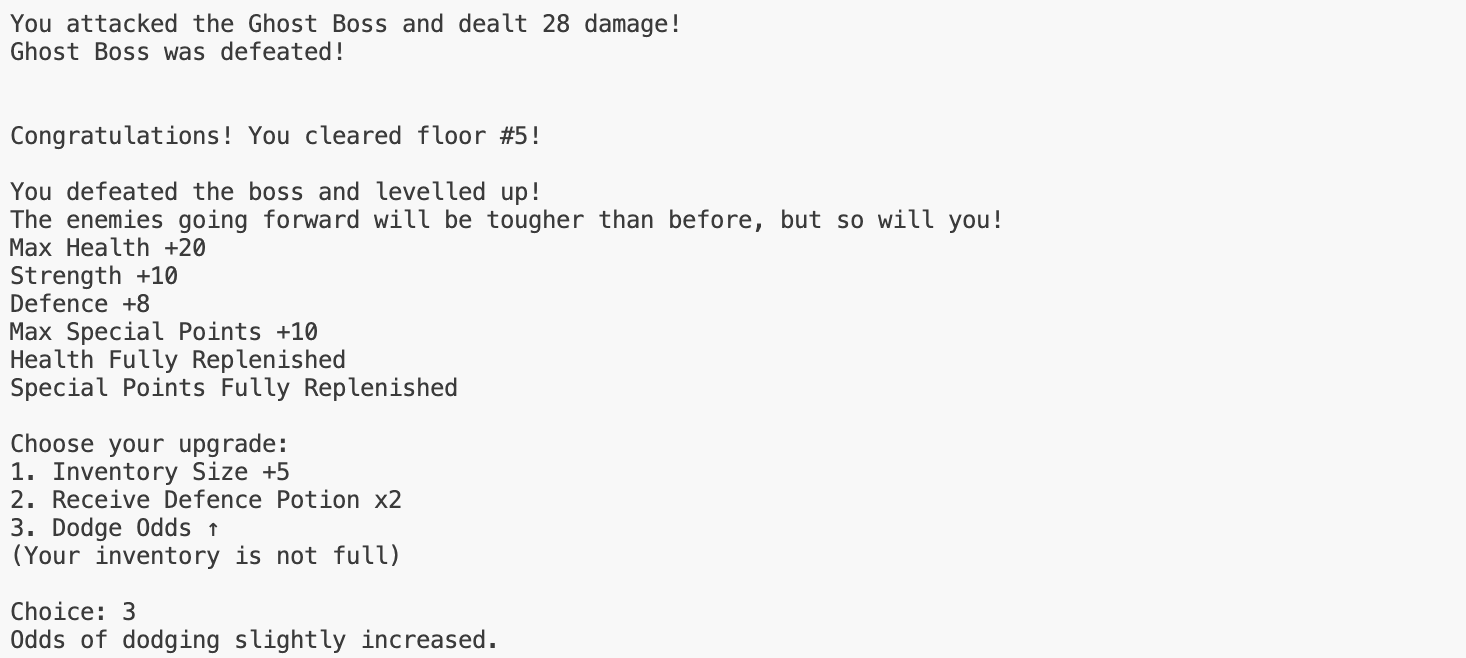 You attacked the Ghost Boss and dealt 28 damage!
Ghost Boss was defeated!
Congratulations! You cleared floor #5!
You defeated the boss and levelled up!
The enemies going forward will be tougher than before, but so will you!
Max Health +20
Strength +10
Defence +8
Max Special Points +10
Health Fully Replenished
Special Points Fully Replenished
Choose your upgrade:
1. Inventory Size +5
2. Receive Defence Potion x2
3. Dodge Odds ↑
(Your inventory is not full)
Choice: 3
Odds of dodging slightly increased.